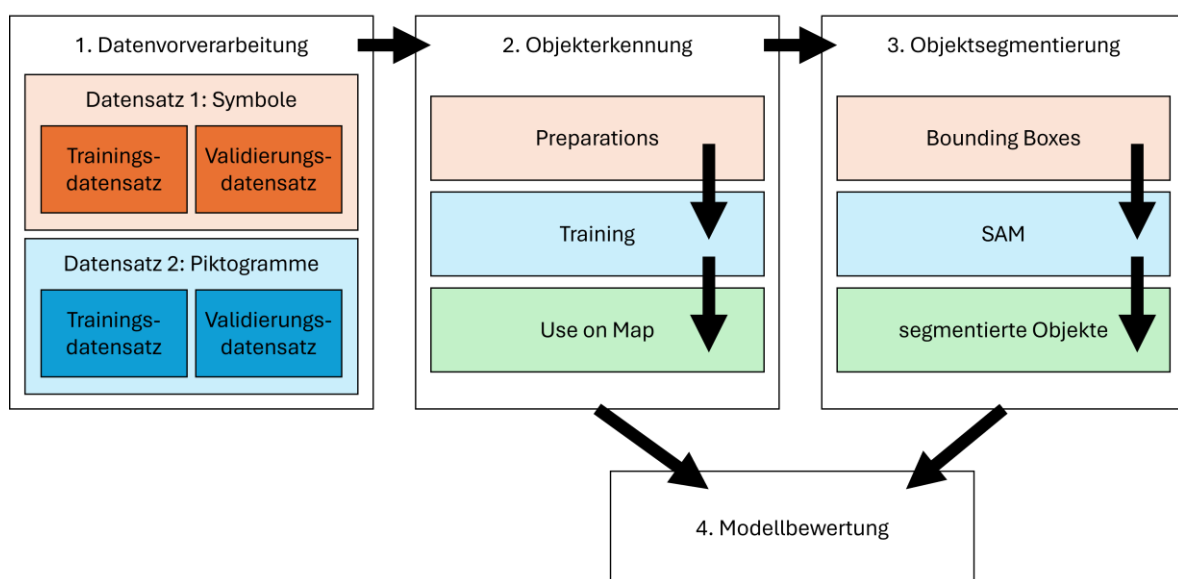 1. Datenvorverarbeitung
Datensatz 1: Symbole
Trainings-
datensatz
Validierungs-
datensatz
Datensatz 2: Piktogramme
Trainings-
datensatz
Validierungs-
datensatz
2. Objekterkennung
Preparations
Training
Use on Map
3. Objektsegmentierung
Bounding Boxes
SAM
segmentierte Objekte
4. Modellbewertung